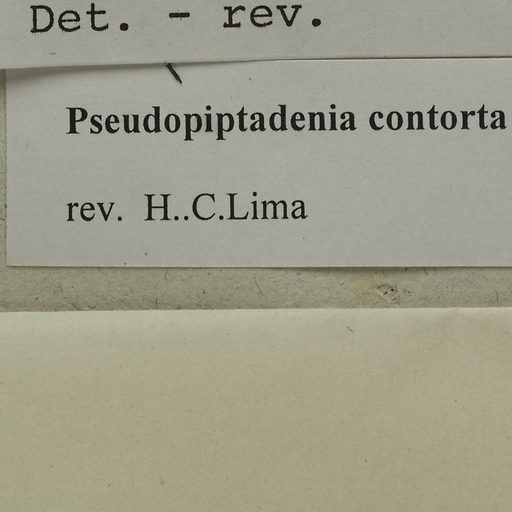 Det. - rev.
Pseudopiptadenia contorta
rev. H..C.Lima